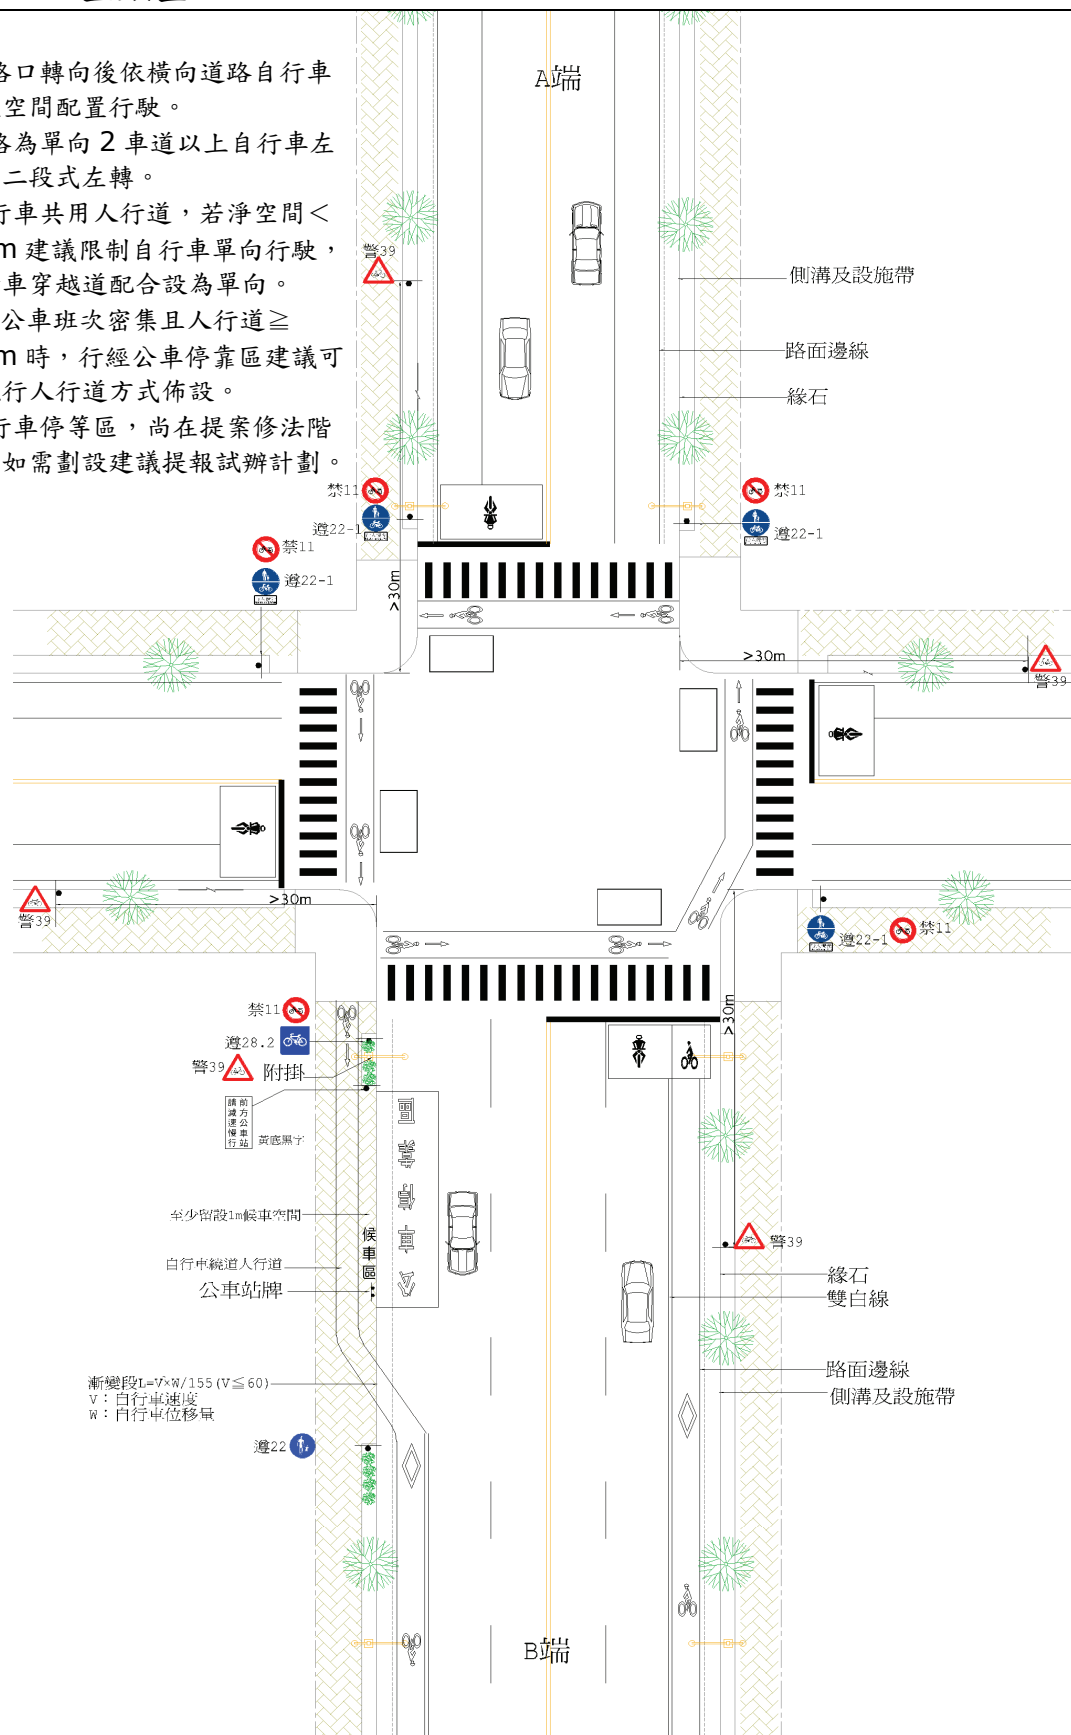 路口轉向後依橫向道路自行車
空間配置行駛。
路為單向 2 車道以上自行車左
二段式左轉。
行車共用人行道，若淨空間＜
m 建議限制自行車單向行駛，
車穿越道配合設為單向。
公車班次密集且人行道≧
m 時，行經公車停靠區建議可
行人行道方式佈設。
行車停等區，尚在提案修法階
如需劃設建議提報試辦計劃。
A端
警39
側溝及設施帶
路面邊線
緣石
禁11
遵22-1
禁11
遵22-1
禁11
遵22-1
>30m
>30m
警39
警39
>30m
遵22-1
禁11
>30m
禁11
遵28.2
警39
附掛
前方公車站
請減速慢行
黃底黑字
公車停靠區
至少留設1m候車空間
候車區
自行車繞道人行道
公車站牌
警39
緣石
雙白線
路面邊線
側溝及設施帶
漸變段L=V×W/155(V≦60)
V：自行車速度
W：自行車位移量
遵22
B端